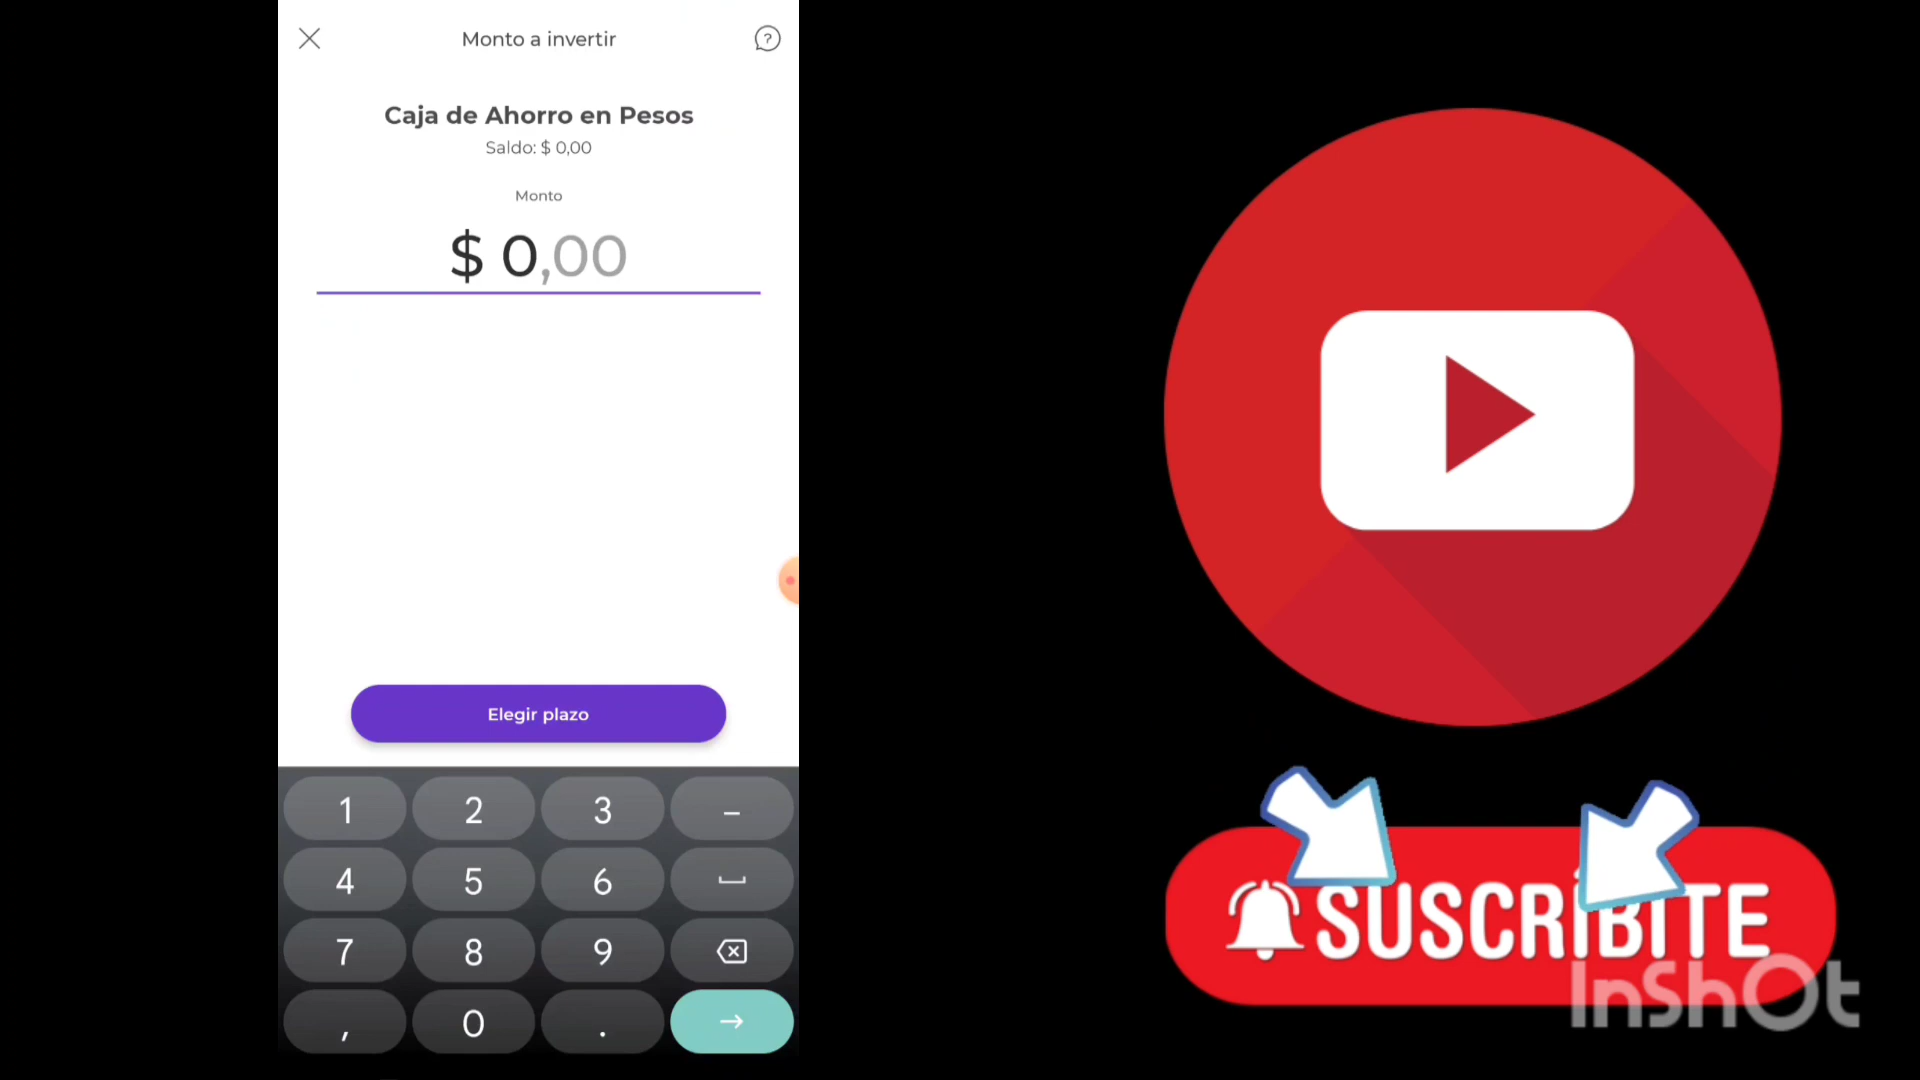 Monto a invertir
?
Caja de Ahorro en Pesos
Saldo: $ 0,00
Monto
$ 0,00
Elegir plazo
1 2 3 –
4 5 6
7 8 9
, 0 .
SUSCRÍBITE
InShOt